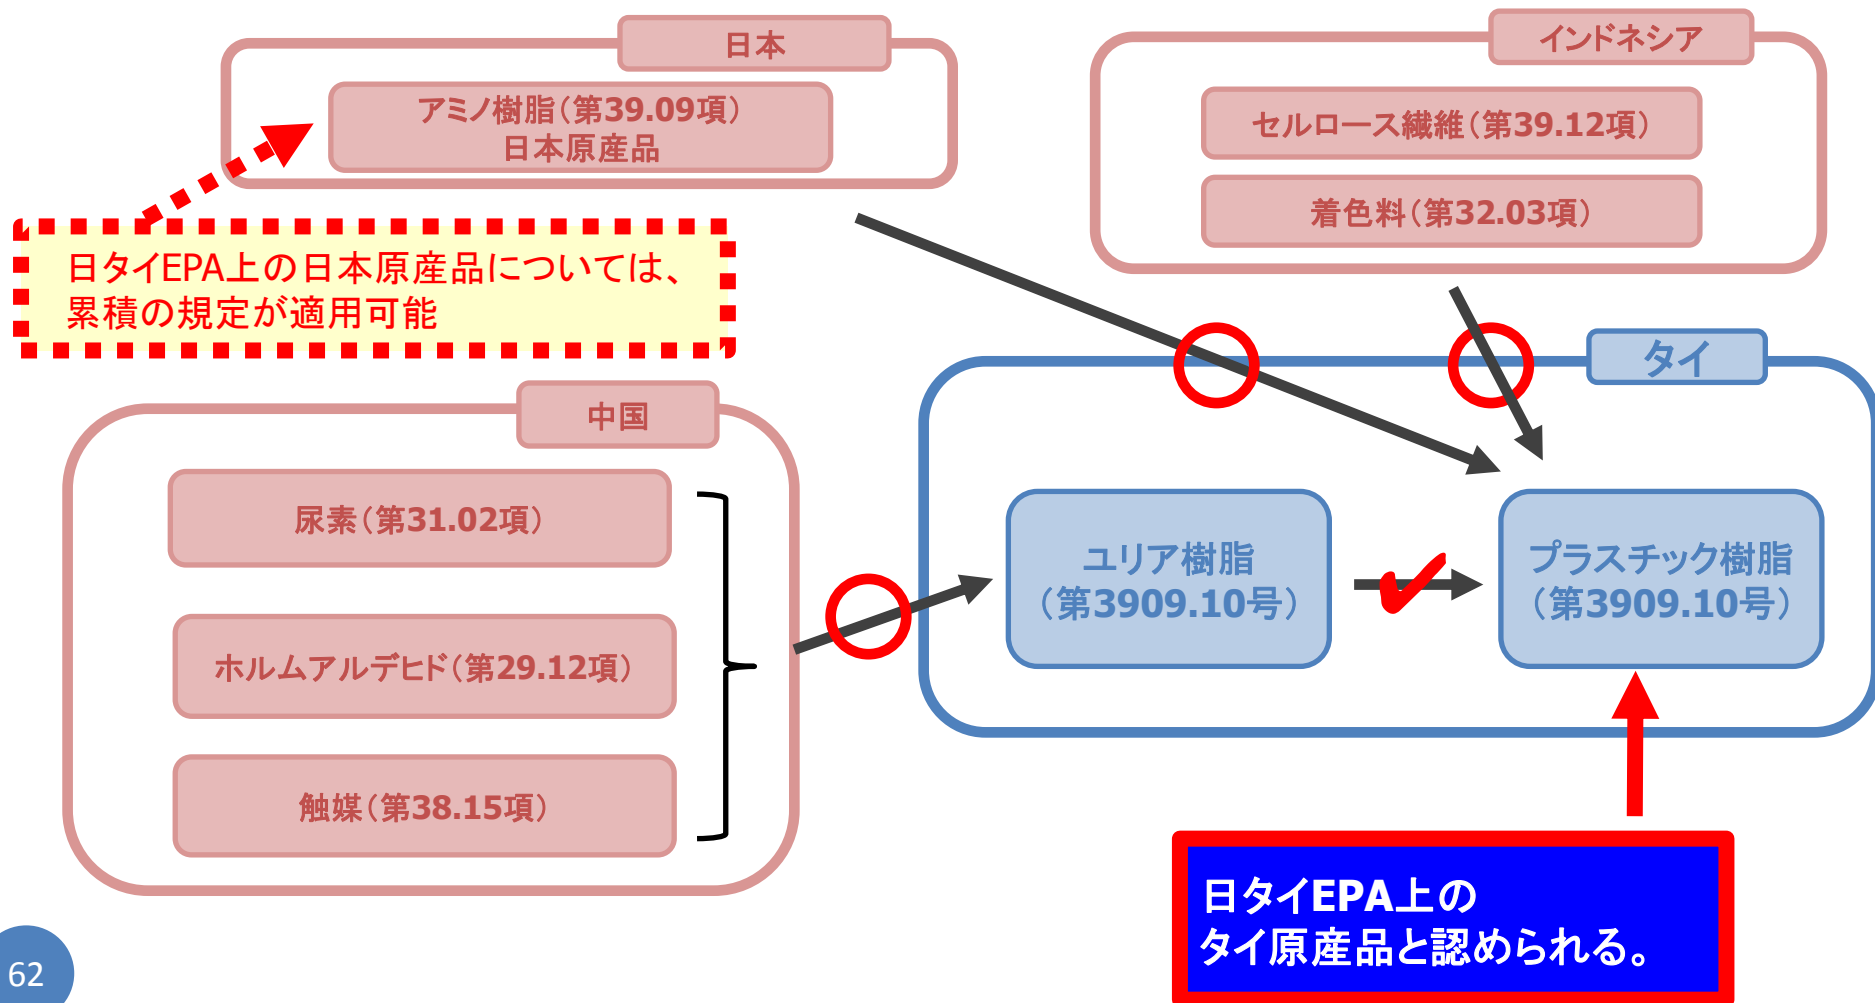 日本
アミノ樹脂（第39.09項）
日本原産品
インドネシア
セルロース繊維（第39.12項）
着色料（第32.03項）
日タイEPA上の日本原産品については、
累積の規定が適用可能
タイ
中国
尿素（第31.02項）
ホルムアルデヒド（第29.12項）
触媒（第38.15項）
ユリア樹脂
（第3909.10号）
プラスチック樹脂
（第3909.10号）
日タイEPA上の
タイ原産品と認められる。
62